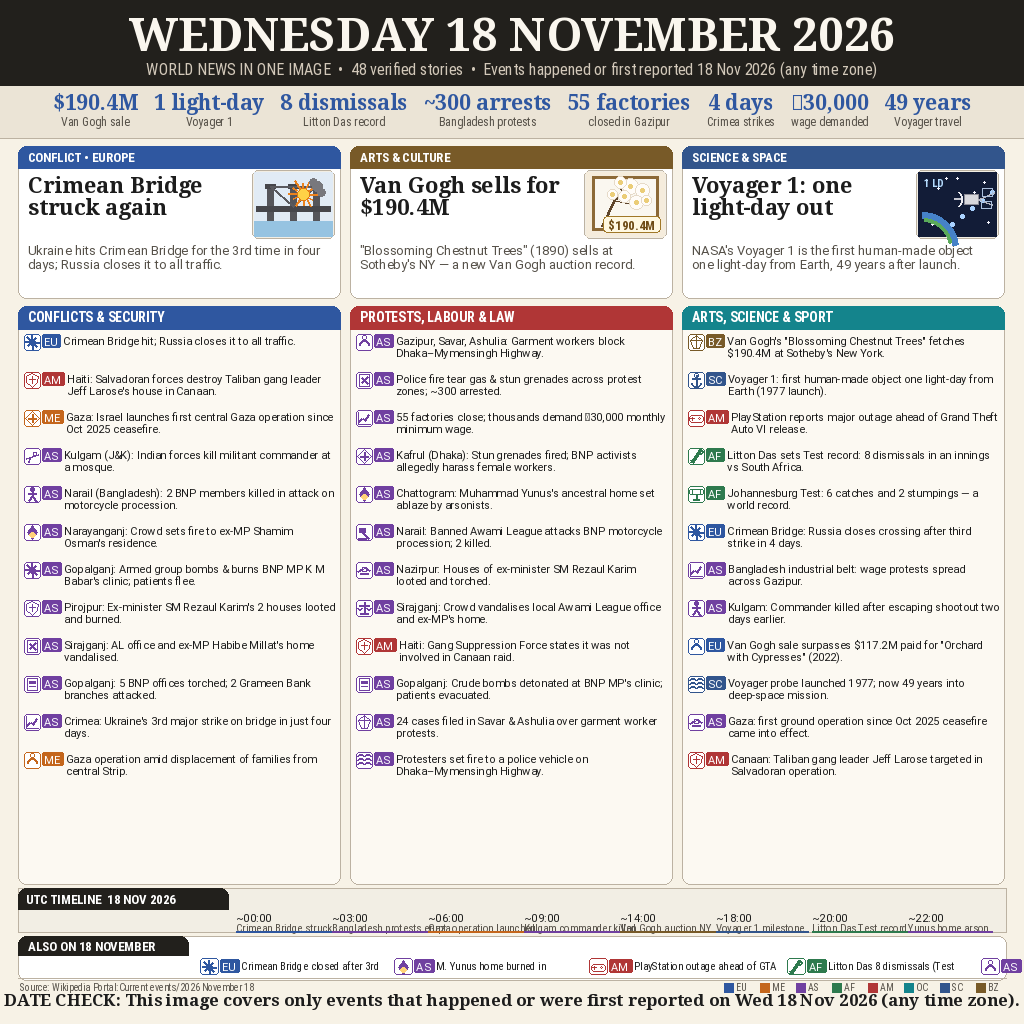 WEDNESDAY 18 NOVEMBER 2026
WORLD NEWS IN ONE IMAGE • 48 verified stories • Events happened or first reported 18 Nov 2026 (any time zone)
$190.4M
Van Gogh sale
1 light-day
Voyager 1
8 dismissals
Litton Das record
~300 arrests
Bangladesh protests
55 factories
closed in Gazipur
4 days
Crimea strikes
30,000
wage demanded
49 years
Voyager travel
CONFLICT • EUROPE
Crimean Bridge
struck again
Ukraine hits Crimean Bridge for the 3rd time in four
days; Russia closes it to all traffic.
ARTS & CULTURE
Van Gogh sells for
$190.4M
$190.4M
"Blossoming Chestnut Trees" (1890) sells at
Sotheby's NY — a new Van Gogh auction record.
SCIENCE & SPACE
Voyager 1: one
light-day out
1 LD
NASA's Voyager 1 is the first human-made object
one light-day from Earth, 49 years after launch.
CONFLICTS & SECURITY
EU Crimean Bridge hit; Russia closes it to all traffic.
AM Haiti: Salvadoran forces destroy Taliban gang leader
Jeff Larose's house in Canaan.
ME Gaza: Israel launches first central Gaza operation since
Oct 2025 ceasefire.
AS Kulgam (J&K): Indian forces kill militant commander at
a mosque.
AS Narail (Bangladesh): 2 BNP members killed in attack on
motorcycle procession.
AS Narayanganj: Crowd sets fire to ex-MP Shamim
Osman's residence.
AS Gopalganj: Armed group bombs & burns BNP MP K M
Babar's clinic; patients flee.
AS Pirojpur: Ex-minister SM Rezaul Karim's 2 houses looted
and burned.
AS Sirajganj: AL office and ex-MP Habibe Millat's home
vandalised.
AS Gopalganj: 5 BNP offices torched; 2 Grameen Bank
branches attacked.
AS Crimea: Ukraine's 3rd major strike on bridge in just four
days.
ME Gaza operation amid displacement of families from
central Strip.
PROTESTS, LABOUR & LAW
AS Gazipur, Savar, Ashulia: Garment workers block
Dhaka–Mymensingh Highway.
AS Police fire tear gas & stun grenades across protest
zones; ~300 arrested.
AS 55 factories close; thousands demand 30,000 monthly
minimum wage.
AS Kafrul (Dhaka): Stun grenades fired; BNP activists
allegedly harass female workers.
AS Chattogram: Muhammad Yunus's ancestral home set
ablaze by arsonists.
AS Narail: Banned Awami League attacks BNP motorcycle
procession; 2 killed.
AS Nazirpur: Houses of ex-minister SM Rezaul Karim
looted and torched.
AS Sirajganj: Crowd vandalises local Awami League office
and ex-MP's home.
AM Haiti: Gang Suppression Force states it was not
involved in Canaan raid.
AS Gopalganj: Crude bombs detonated at BNP MP's clinic;
patients evacuated.
AS 24 cases filed in Savar & Ashulia over garment worker
protests.
AS Protesters set fire to a police vehicle on
Dhaka–Mymensingh Highway.
ARTS, SCIENCE & SPORT
BZ Van Gogh's "Blossoming Chestnut Trees" fetches
$190.4M at Sotheby's New York.
SC Voyager 1: first human-made object one light-day from
Earth (1977 launch).
AM PlayStation reports major outage ahead of Grand Theft
Auto VI release.
AF Litton Das sets Test record: 8 dismissals in an innings
vs South Africa.
AF Johannesburg Test: 6 catches and 2 stumpings — a
world record.
EU Crimean Bridge: Russia closes crossing after third
strike in 4 days.
AS Bangladesh industrial belt: wage protests spread
across Gazipur.
AS Kulgam: Commander killed after escaping shootout two
days earlier.
EU Van Gogh sale surpasses $117.2M paid for "Orchard
with Cypresses" (2022).
SC Voyager probe launched 1977; now 49 years into
deep-space mission.
AS Gaza: first ground operation since Oct 2025 ceasefire
came into effect.
AM Canaan: Taliban gang leader Jeff Larose targeted in
Salvadoran operation.
UTC TIMELINE 18 NOV 2026
~00:00 ~03:00 ~06:00 ~09:00 ~14:00 ~18:00 ~20:00 ~22:00
Crimean Bridge struck Bangladesh protests operation Kulgam commander Gogh auction NY Voyager 1 milestone Litton Das Test record Yunus home arson
ALSO ON 18 NOVEMBER
EU Crimean Bridge closed after 3rd
AS M. Yunus home burned in
AM PlayStation outage ahead of GTA
AF Litton Das 8 dismissals (Test
AS
Source: Wikipedia Portal:Current events/2026 November 18
EU ME AS AF AM OC SC BZ
DATE CHECK: This image covers only events that happened or were first reported on Wed 18 Nov 2026 (any time zone).